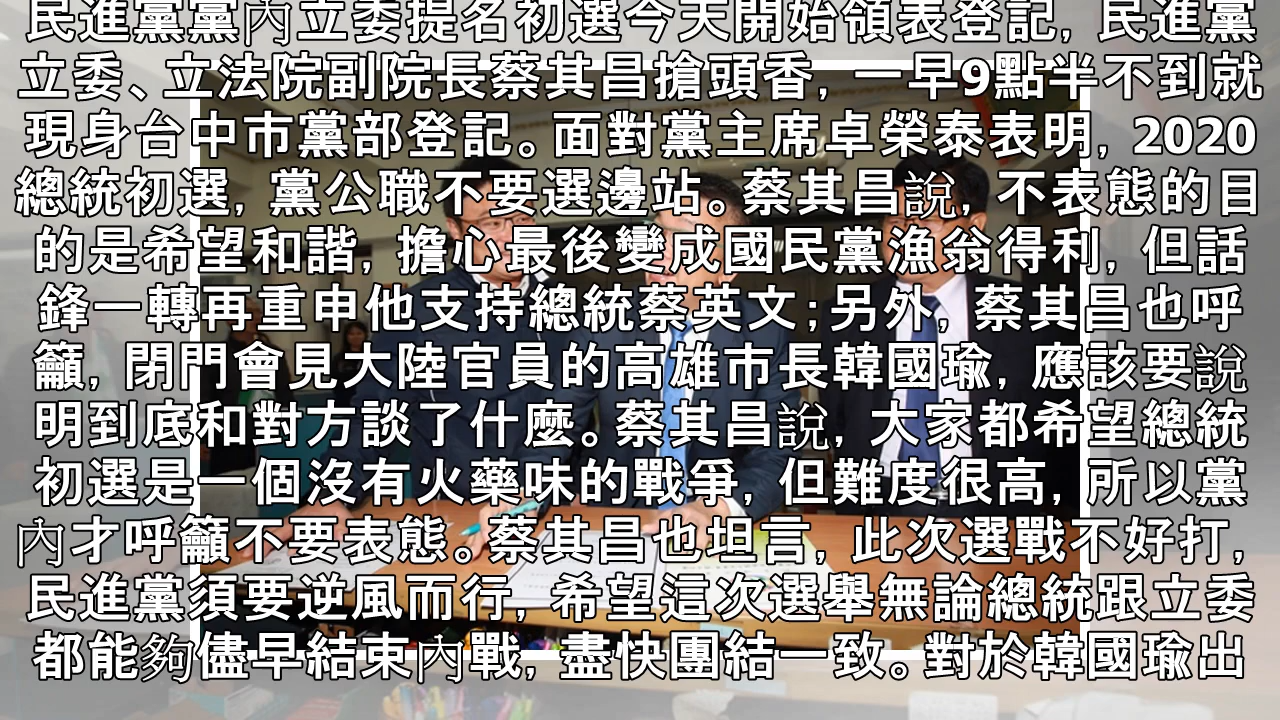 民進黨黨內立委提名初選今天開始領表登記, 民進黨
立委、立法院副院長蔡其昌搶頭香, 一早9點半不到就
現身台中市黨部登記。面對黨主席卓榮泰表明, 2020
總統初選, 黨公職不要選邊站。蔡其昌說, 不表態的目
的是希望和諧, 擔心最後變成國民黨漁翁得利, 但話
鋒一轉再重申他支持總統蔡英文;另外, 蔡其昌也呼
籲, 閉門會見大陸官員的高雄市長韓國瑜, 應該要說
明到底和對方談了什麼。蔡其昌說, 大家都希望總統
初選是一個沒有火藥味的戰爭, 但難度很高, 所以黨
內才呼籲不要表態。蔡其昌也坦言, 此次選戰不好打,
民進黨須要逆風而行, 希望這次選舉無論總統跟立委
都能夠儘早結束內戰, 盡快團結一致。對於韓國瑜出